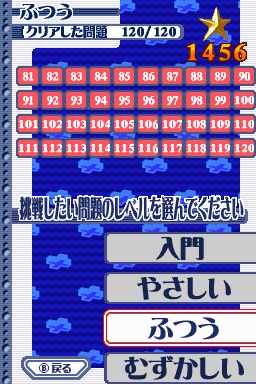 ふつう
クリアした問題 120/120
1456
81 82 83 84 85 86 87 88 89 90
91 92 93 94 95 96 97 98 99 100
101 102 103 104 105 106 107 108 109 110
111 112 113 114 115 116 117 118 119 120
挑戦したい問題のレベルを選んでください
入門
やさしい
ふつう
むずかしい
B 戻る